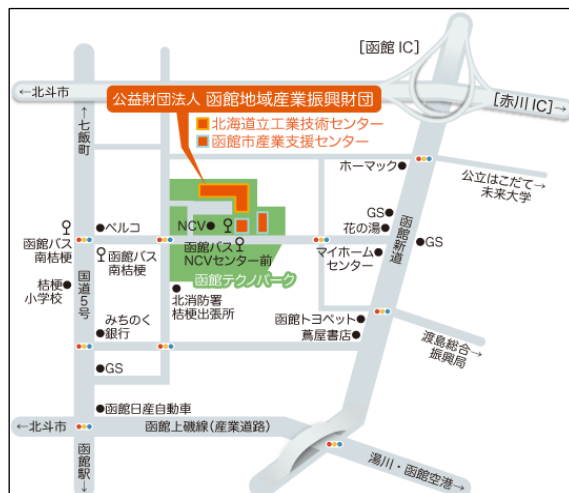 [函館 IC]
←北斗市
[赤川IC]→
公益財団法人 函館地域産業振興財団
北海道立工業技術センター
函館市産業支援センター
←七飯町
ホーマック
公立はこだて→
未来大学
GS
花の湯
GS
函館新道
マイホーム
センター
ベルコ
NCV
函館バス
南桔梗
函館バス
南桔梗
函館バス
NCVセンター前
函館テクノパーク
国道5号
桔梗
小学校
北消防署
桔梗出張所
みちのく
銀行
函館トヨペット
蔦屋書店
渡島総合→
振興局
GS
函館日産自動車
←北斗市
函館上磯線(産業道路)
函館駅→
湯川・函館空港→